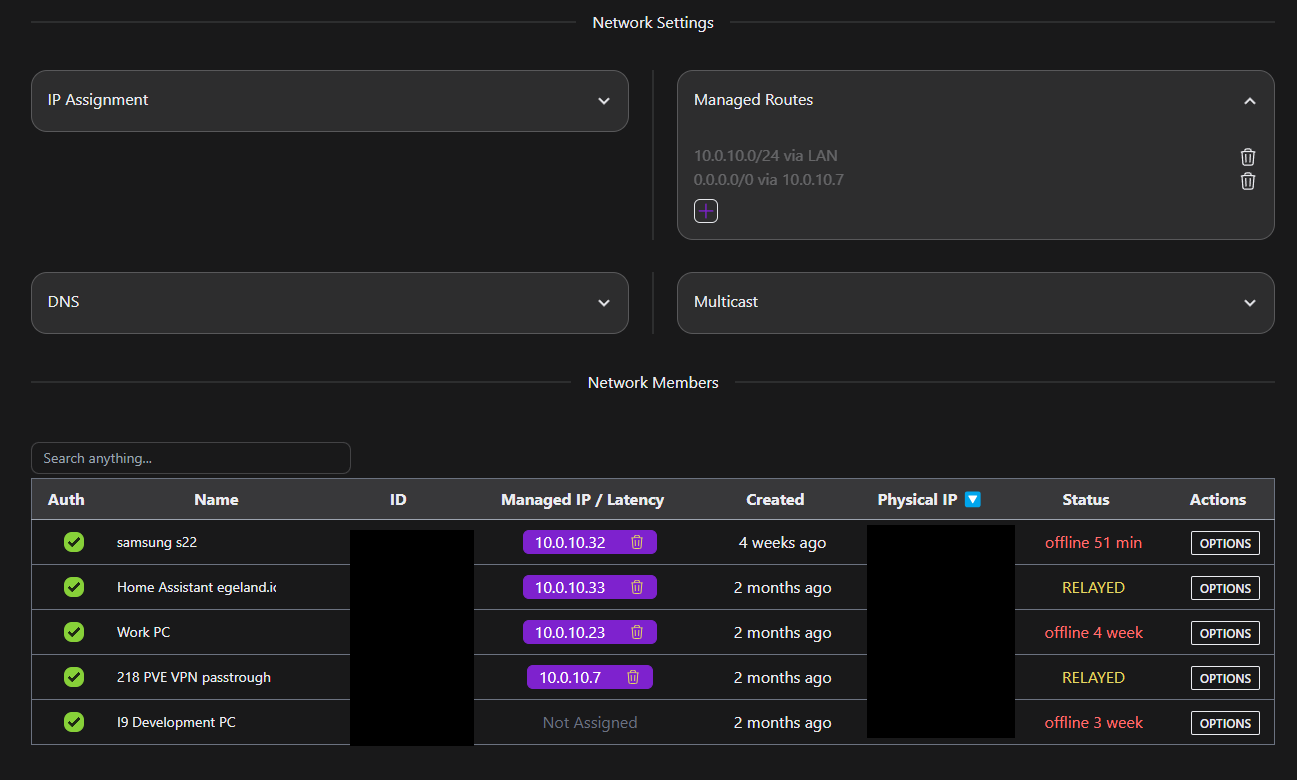 Network Settings
IP Assignment
Managed Routes
10.0.10.0/24 via LAN
0.0.0.0/0 via 10.0.10.7
DNS
Multicast
Network Members
Search anything...
Auth Name ID Managed IP / Latency Created Physical IP Status Actions
samsung s22 10.0.10.32 4 weeks ago offline 51 min OPTIONS
Home Assistant egeland.ic 10.0.10.33 2 months ago RELAYED OPTIONS
Work PC 10.0.10.23 2 months ago offline 4 week OPTIONS
218 PVE VPN passtrough 10.0.10.7 2 months ago RELAYED OPTIONS
I9 Development PC Not Assigned 2 months ago offline 3 week OPTIONS